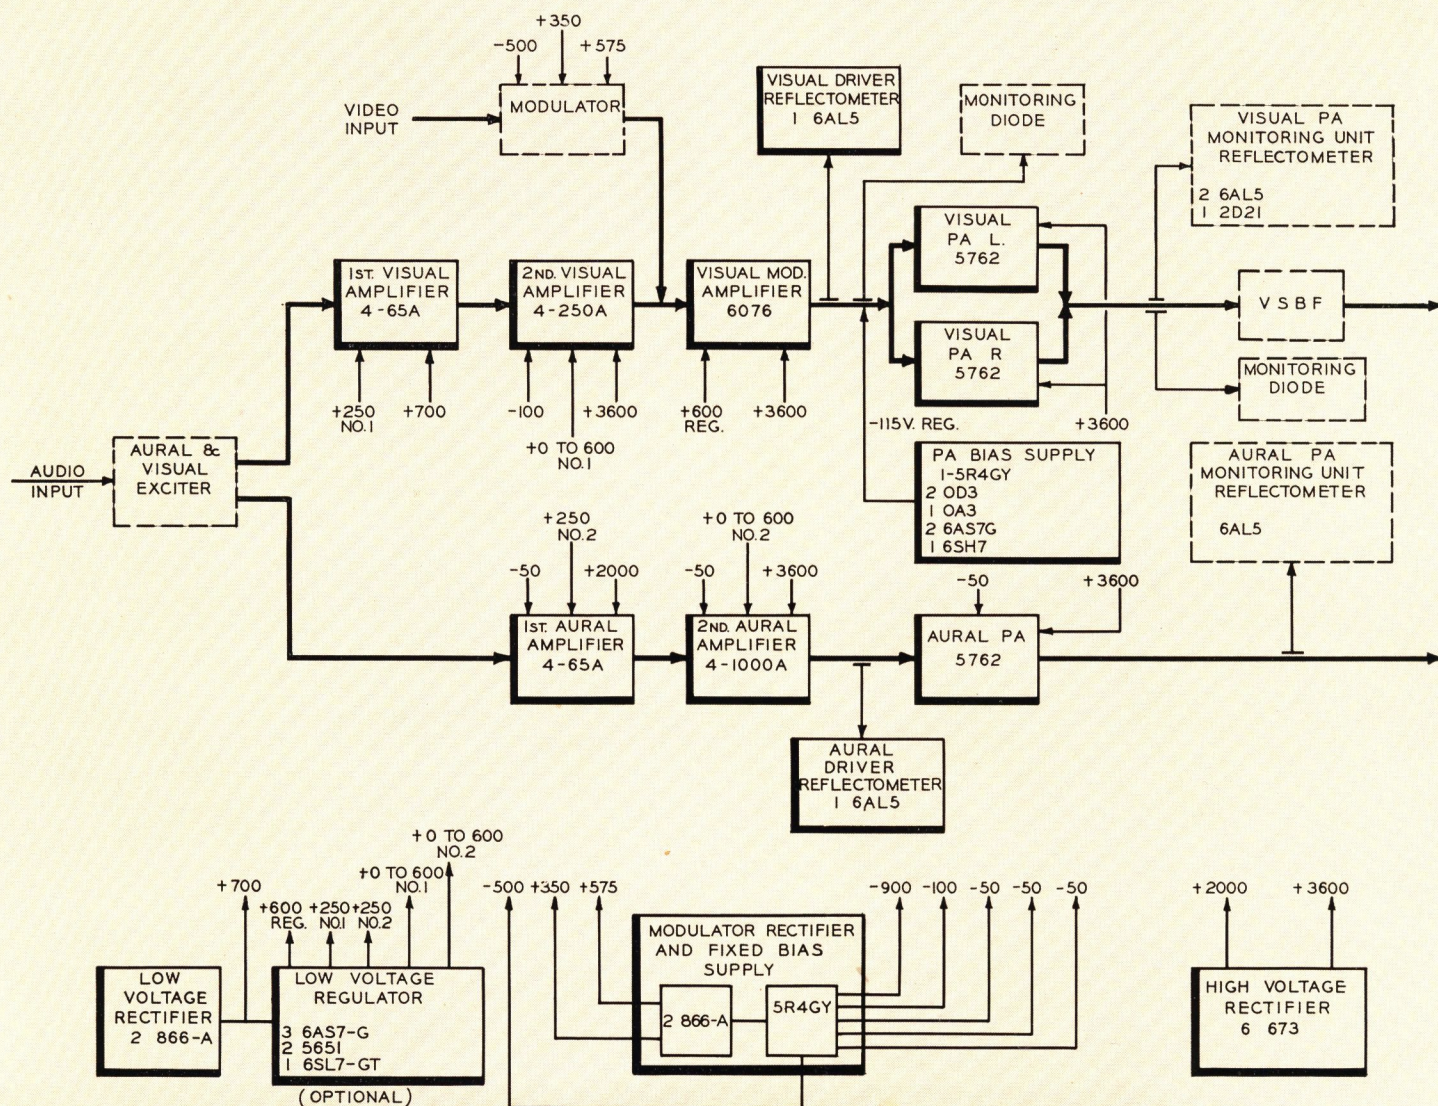 +350
-500
+575
VIDEO
INPUT
MODULATOR
VISUAL DRIVER
REFLECTOMETER
1 6AL5
MONITORING
DIODE
VISUAL PA
MONITORING UNIT
REFLECTOMETER
2 6AL5
1 2D21
1ST. VISUAL
AMPLIFIER
4-65A
2ND. VISUAL
AMPLIFIER
4-250A
VISUAL MOD.
AMPLIFIER
6076
VISUAL
PA L.
5762
VISUAL
PA R
5762
VSBF
MONITORING
DIODE
+250
NO.1
+700
-100
+3600
+0 TO 600
NO.1
+600
REG.
+3600
-115V. REG.
+3600
AUDIO
INPUT
AURAL &
VISUAL
EXCITER
PA BIAS SUPPLY
1-5R4GY
2 OD3
1 OA3
2 6AS7G
1 6SH7
AURAL PA
MONITORING UNIT
REFLECTOMETER
6AL5
+250
NO.2
-50
+2000
+0 TO 600
NO.2
-50
+3600
-50
+3600
1ST. AURAL
AMPLIFIER
4-65A
2ND. AURAL
AMPLIFIER
4-1000A
AURAL PA
5762
AURAL
DRIVER
REFLECTOMETER
1 6AL5
+700
+600
REG.
+250
NO.1
+250
NO.2
+0 TO 600
NO.1
+0 TO 600
NO.2
-500
+350
+575
-900
-100
-50
-50
-50
+2000
+3600
LOW
VOLTAGE
RECTIFIER
2 866-A
LOW VOLTAGE
REGULATOR
3 6AS7-G
2 5651
1 6SL7-GT
(OPTIONAL)
MODULATOR RECTIFIER
AND FIXED BIAS
SUPPLY
2 866-A
5R4GY
HIGH VOLTAGE
RECTIFIER
6 673